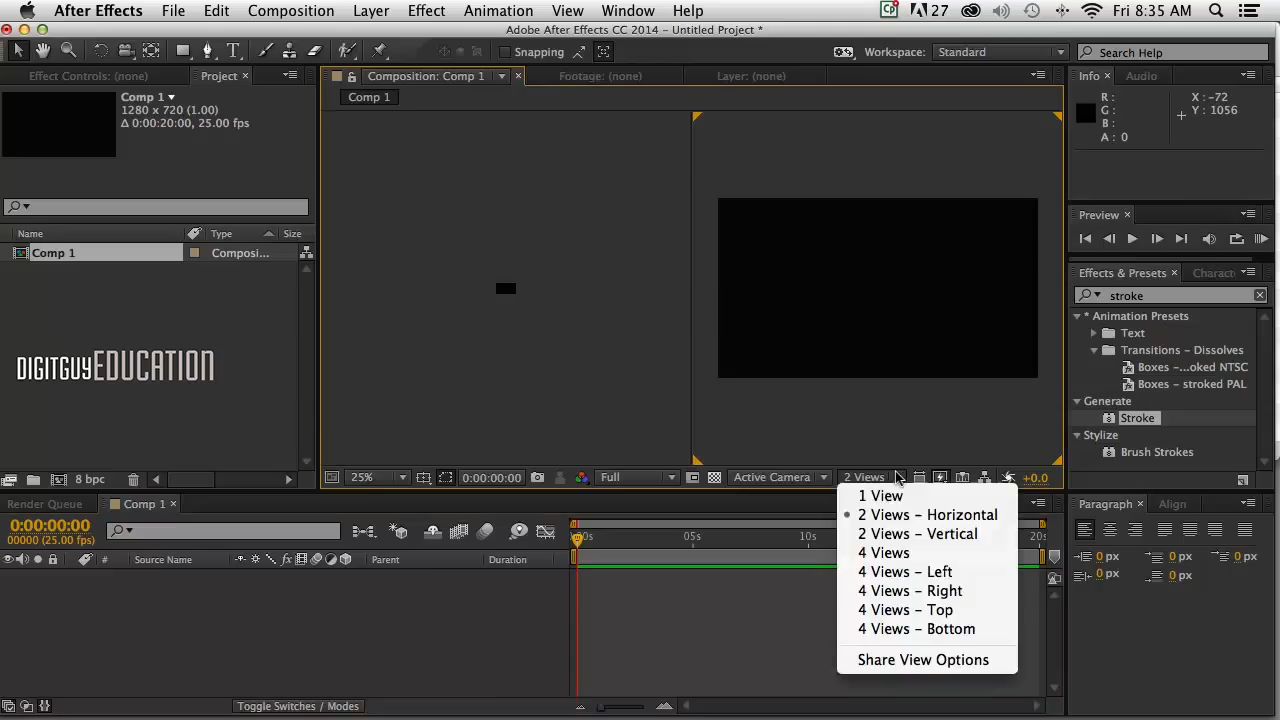 After Effects File Edit Composition Layer Effect Animation View Window Help 27 Fri 8:35 AM
Adobe After Effects CC 2014 - Untitled Project *
Snapping Workspace: Standard Search Help
Effect Controls: (none) Project × Composition: Comp 1 × Footage: (none) Layer: (none) Info × Audio
Comp 1
1280 x 720 (1.00)
Δ 0:00:20:00, 25.00 fps
Comp 1
R :
G :
B :
A : 0
X : -72
Y : 1056
Preview ×
Name Type Size
Comp 1 Composi...
Effects & Presets × Charact
stroke
* Animation Presets
Text
Transitions - Dissolves
Boxes -...oked NTSC
Boxes - stroked PAL
Generate
Stroke
Stylize
Brush Strokes
DIGITGUYEDUCATION
8 bpc
25% 0:00:00:00 Full Active Camera 2 Views +0.0
1 View
2 Views - Horizontal
2 Views - Vertical
4 Views
4 Views - Left
4 Views - Right
4 Views - Top
4 Views - Bottom
Share View Options
Render Queue Comp 1 ×
0:00:00:00
00000 (25.00 fps)
Source Name Parent Duration
05s 10s 20s
Toggle Switches / Modes
Paragraph × Align
0 px 0 px 0 px
0 px 0 px